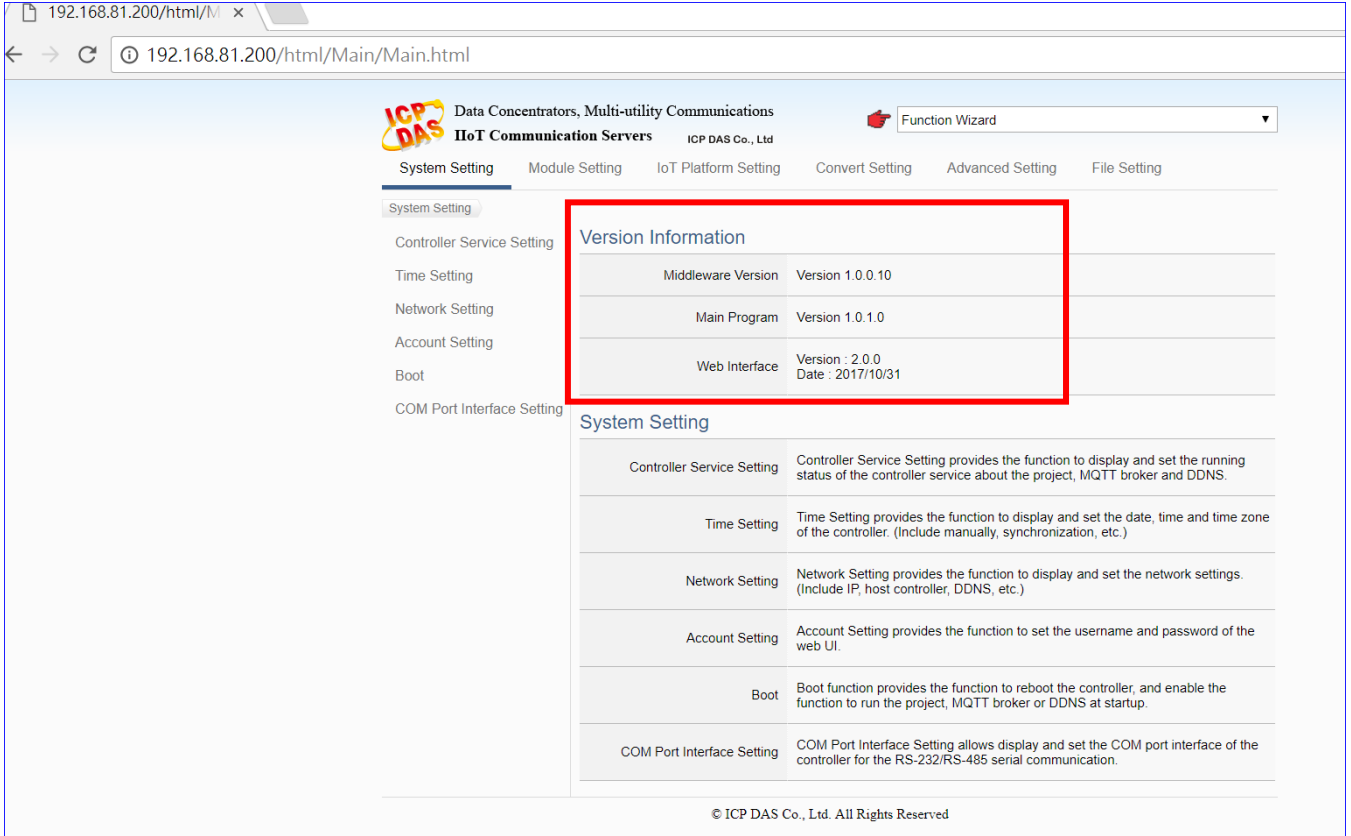 192.168.81.200/html/M
192.168.81.200/html/Main/Main.html
ICP DAS
Data Concentrators, Multi-utility Communications
IIoT Communication Servers ICP DAS Co., Ltd
Function Wizard
System Setting Module Setting IoT Platform Setting Convert Setting Advanced Setting File Setting
System Setting
Controller Service Setting
Time Setting
Network Setting
Account Setting
Boot
COM Port Interface Setting
Version Information
Middleware Version Version 1.0.0.10
Main Program Version 1.0.1.0
Web Interface Version : 2.0.0
Date : 2017/10/31
System Setting
Controller Service Setting Controller Service Setting provides the function to display and set the running
status of the controller service about the project, MQTT broker and DDNS.
Time Setting Time Setting provides the function to display and set the date, time and time zone
of the controller. (Include manually, synchronization, etc.)
Network Setting Network Setting provides the function to display and set the network settings.
(Include IP, host controller, DDNS, etc.)
Account Setting Account Setting provides the function to set the username and password of the
web UI.
Boot Boot function provides the function to reboot the controller, and enable the
function to run the project, MQTT broker or DDNS at startup.
COM Port Interface Setting COM Port Interface Setting allows display and set the COM port interface of the
controller for the RS-232/RS-485 serial communication.
© ICP DAS Co., Ltd. All Rights Reserved